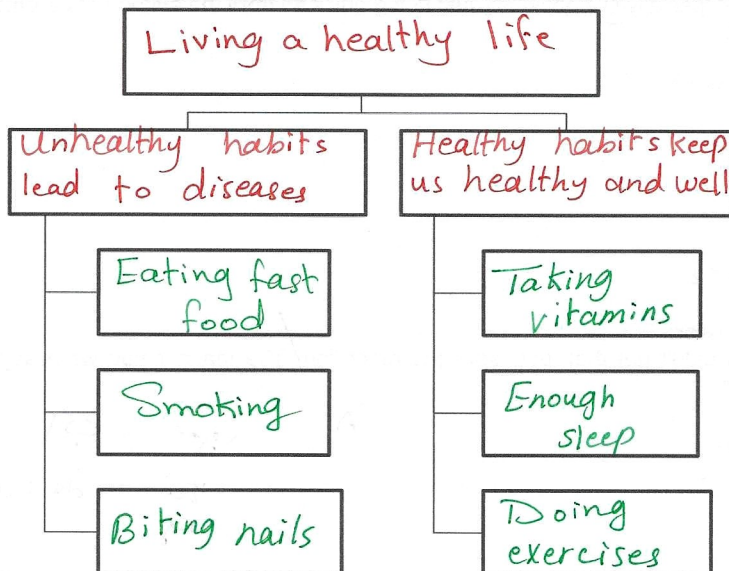 Living a healthy life
Unhealthy habits
lead to diseases
Healthy habits keep
us healthy and well
Eating fast
food
Smoking
Biting nails
Taking
vitamins
Enough
sleep
Doing
exercises